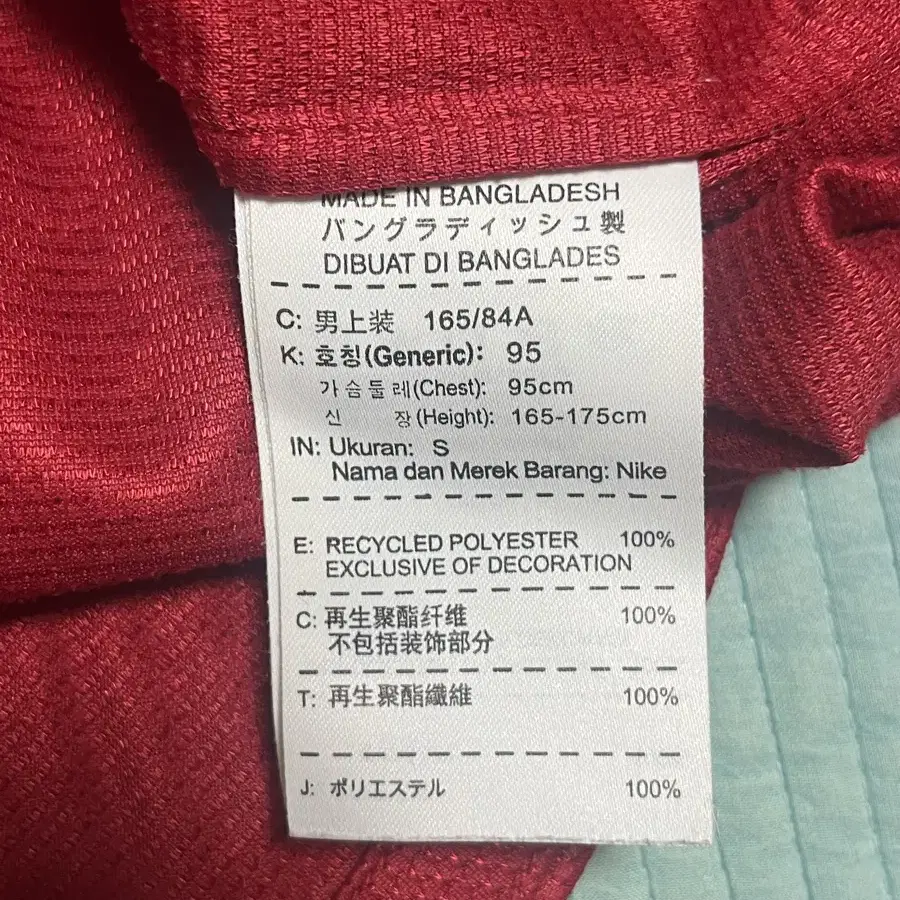 MADE IN BANGLADESH
バングラディッシュ製
DIBUAT DI BANGLADES
C: 男上装 165/84A
K: 호칭(Generic): 95
가슴둘레(Chest): 95cm
신 장(Height): 165-175cm
IN: Ukuran: S
Nama dan Merek Barang: Nike
E: RECYCLED POLYESTER 100%
EXCLUSIVE OF DECORATION
C: 再生聚酯纤维 100%
不包括装饰部分
T: 再生聚酯纖維 100%
J: ポリエステル 100%